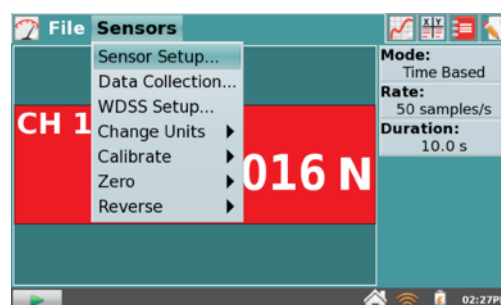 File Sensors
Sensor Setup...
Data Collection...
WDSS Setup...
Change Units
Calibrate
Zero
Reverse
CH 1
016 N
Mode:
Time Based
Rate:
50 samples/s
Duration:
10.0 s
02:27P